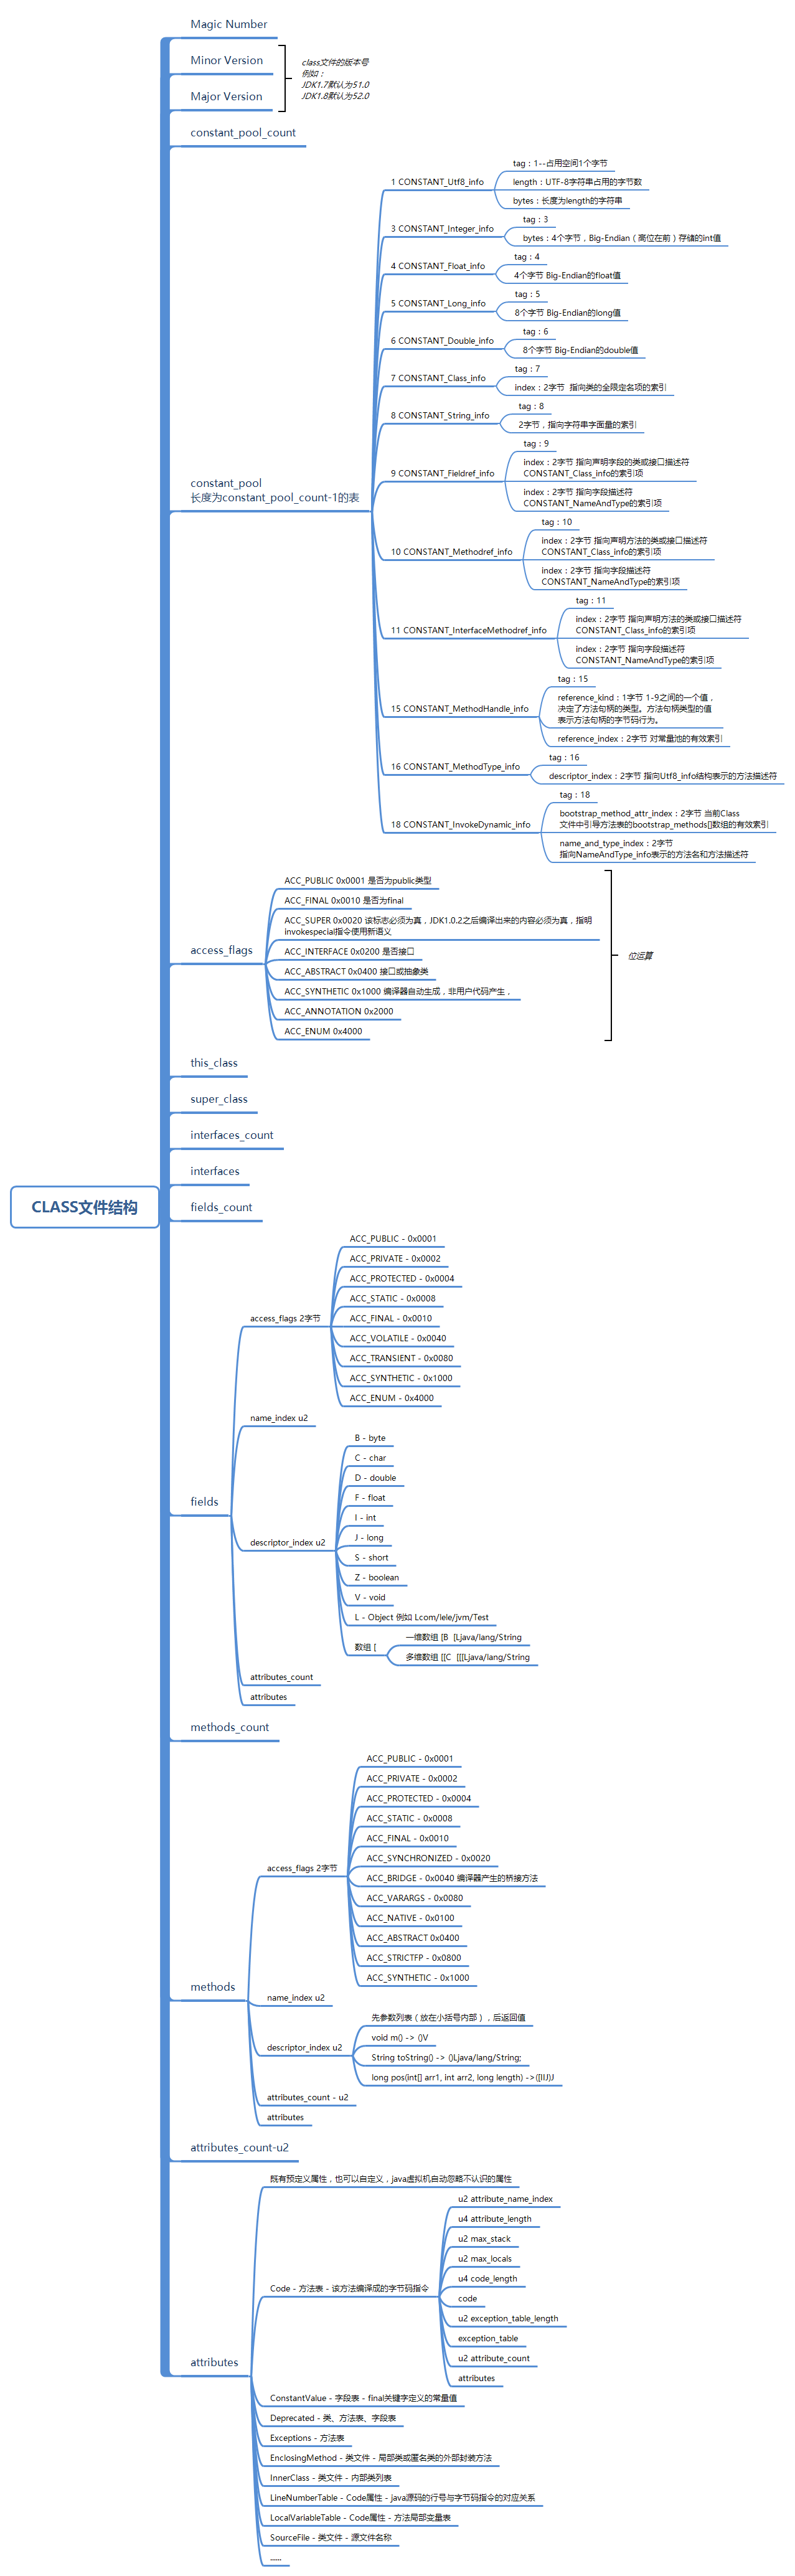 CLASS文件结构
Magic Number
Minor Version
Major Version
class文件的版本号
例如：
JDK1.7默认为51.0
JDK1.8默认为52.0
constant_pool_count
constant_pool
长度为constant_pool_count-1的表
1 CONSTANT_Utf8_info
tag：1--占用空间1个字节
length：UTF-8字符串占用的字节数
bytes：长度为length的字符串
3 CONSTANT_Integer_info
tag：3
bytes：4个字节，Big-Endian（高位在前）存储的int值
4 CONSTANT_Float_info
tag：4
4个字节 Big-Endian的float值
5 CONSTANT_Long_info
tag：5
8个字节 Big-Endian的long值
6 CONSTANT_Double_info
tag：6
8个字节 Big-Endian的double值
7 CONSTANT_Class_info
tag：7
index：2字节 指向类的全限定名项的索引
8 CONSTANT_String_info
tag：8
2字节，指向字符串字面量的索引
9 CONSTANT_Fieldref_info
tag：9
index：2字节 指向声明字段的类或接口描述符
CONSTANT_Class_info的索引项
index：2字节 指向字段描述符
CONSTANT_NameAndType的索引项
10 CONSTANT_Methodref_info
tag：10
index：2字节 指向声明方法的类或接口描述符
CONSTANT_Class_info的索引项
index：2字节 指向字段描述符
CONSTANT_NameAndType的索引项
11 CONSTANT_InterfaceMethodref_info
tag：11
index：2字节 指向声明方法的类或接口描述符
CONSTANT_Class_info的索引项
index：2字节 指向字段描述符
CONSTANT_NameAndType的索引项
15 CONSTANT_MethodHandle_info
tag：15
reference_kind：1字节 1-9之间的一个值，
决定了方法句柄的类型。方法句柄类型的值
表示方法句柄的字节码行为。
reference_index：2字节 对常量池的有效索引
16 CONSTANT_MethodType_info
tag：16
descriptor_index：2字节 指向Utf8_info结构表示的方法描述符
18 CONSTANT_InvokeDynamic_info
tag：18
bootstrap_method_attr_index：2字节 当前Class
文件中引导方法表的bootstrap_methods[]数组的有效索引
name_and_type_index：2字节
指向NameAndType_info表示的方法名和方法描述符
access_flags
ACC_PUBLIC 0x0001 是否为public类型
ACC_FINAL 0x0010 是否为final
ACC_SUPER 0x0020 该标志必须为真，JDK1.0.2之后编译出来的内容必须为真，指明
invokespecial指令使用新语义
ACC_INTERFACE 0x0200 是否接口
ACC_ABSTRACT 0x0400 接口或抽象类
ACC_SYNTHETIC 0x1000 编译器自动生成，非用户代码产生，
ACC_ANNOTATION 0x2000
ACC_ENUM 0x4000
位运算
this_class
super_class
interfaces_count
interfaces
fields_count
fields
access_flags 2字节
ACC_PUBLIC - 0x0001
ACC_PRIVATE - 0x0002
ACC_PROTECTED - 0x0004
ACC_STATIC - 0x0008
ACC_FINAL - 0x0010
ACC_VOLATILE - 0x0040
ACC_TRANSIENT - 0x0080
ACC_SYNTHETIC - 0x1000
ACC_ENUM - 0x4000
name_index u2
descriptor_index u2
B - byte
C - char
D - double
F - float
I - int
J - long
S - short
Z - boolean
V - void
L - Object 例如 Lcom/lele/jvm/Test
数组 [
一维数组 [B [Ljava/lang/String
多维数组 [[C [[[Ljava/lang/String
attributes_count
attributes
methods_count
methods
access_flags 2字节
ACC_PUBLIC - 0x0001
ACC_PRIVATE - 0x0002
ACC_PROTECTED - 0x0004
ACC_STATIC - 0x0008
ACC_FINAL - 0x0010
ACC_SYNCHRONIZED - 0x0020
ACC_BRIDGE - 0x0040 编译器产生的桥接方法
ACC_VARARGS - 0x0080
ACC_NATIVE - 0x0100
ACC_ABSTRACT 0x0400
ACC_STRICTFP - 0x0800
ACC_SYNTHETIC - 0x1000
name_index u2
descriptor_index u2
先参数列表（放在小括号内部），后返回值
void m() -> ()V
String toString() -> ()Ljava/lang/String;
long pos(int[] arr1, int arr2, long length) ->([IIJ)J
attributes_count - u2
attributes
attributes_count-u2
attributes
既有预定义属性，也可以自定义，java虚拟机自动忽略不认识的属性
Code - 方法表 - 该方法编译成的字节码指令
u2 attribute_name_index
u4 attribute_length
u2 max_stack
u2 max_locals
u4 code_length
code
u2 exception_table_length
exception_table
u2 attribute_count
attributes
ConstantValue - 字段表 - final关键字定义的常量值
Deprecated - 类、方法表、字段表
Exceptions - 方法表
EnclosingMethod - 类文件 - 局部类或匿名类的外部封装方法
InnerClass - 类文件 - 内部类列表
LineNumberTable - Code属性 - java源码的行号与字节码指令的对应关系
LocalVariableTable - Code属性 - 方法局部变量表
SourceFile - 类文件 - 源文件名称
......